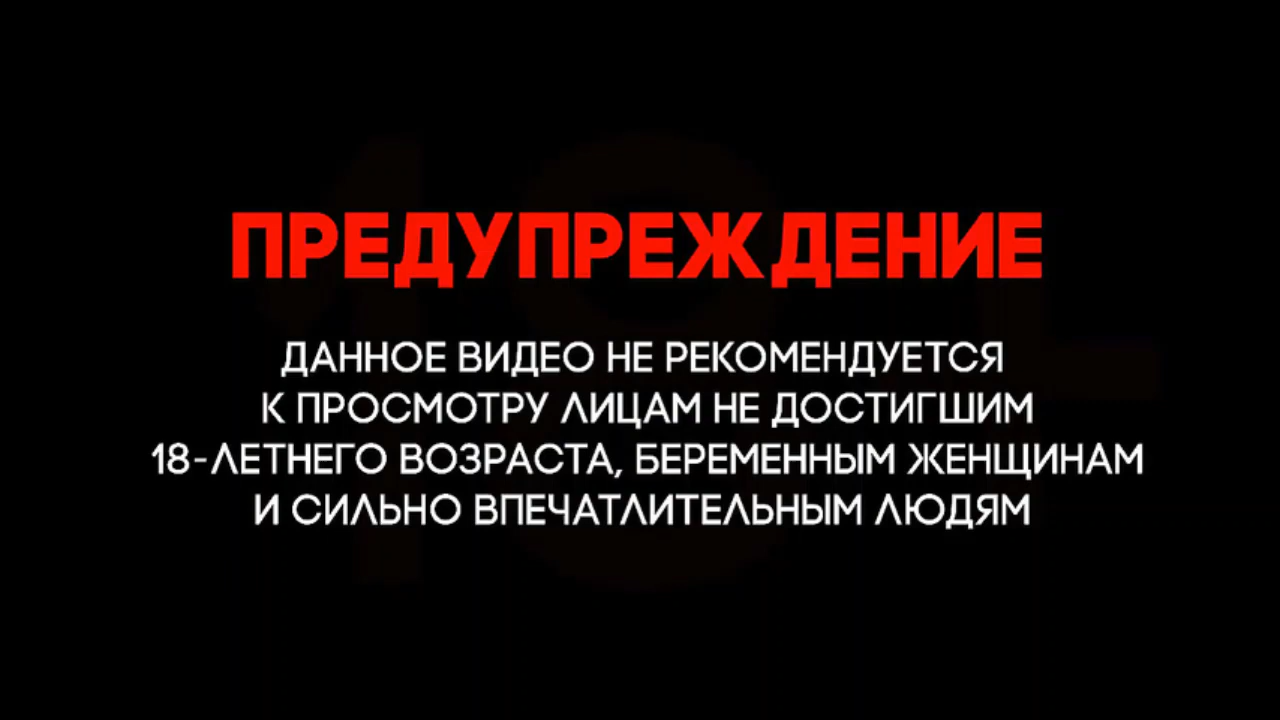 ПРЕДУПРЕЖДЕНИЕ
ДАННОЕ ВИДЕО НЕ РЕКОМЕНДУЕТСЯ
К ПРОСМОТРУ ЛИЦАМ НЕ ДОСТИГШИМ
18-ЛЕТНЕГО ВОЗРАСТА, БЕРЕМЕННЫМ ЖЕНЩИНАМ
И СИЛЬНО ВПЕЧАТЛИТЕЛЬНЫМ ЛЮДЯМ